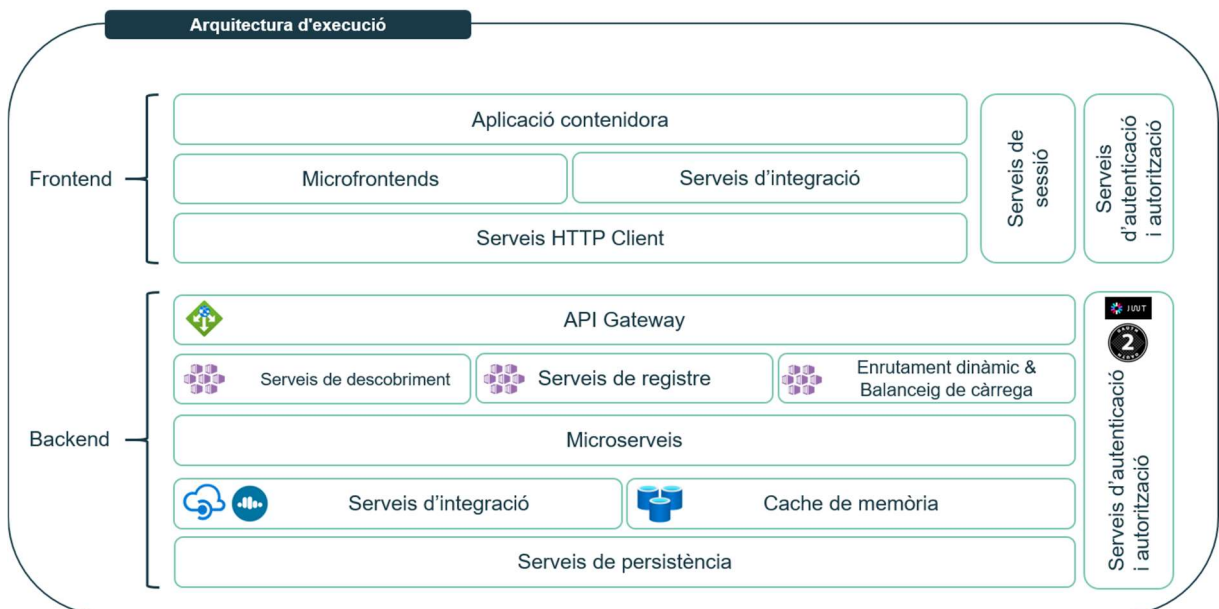 Arquitectura d'execució
Frontend
Aplicació contenidora
Microfrontends
Serveis d'integració
Serveis HTTP Client
Serveis de
sessió
Serveis
d'autenticació
i autorització
Backend
API Gateway
Serveis de descobriment
Serveis de registre
Enrutament dinàmic &
Balanceig de càrrega
Microserveis
Serveis d'integració
Cache de memòria
Serveis de persistència
JWT
2
Serveis d'autenticació
i autorització